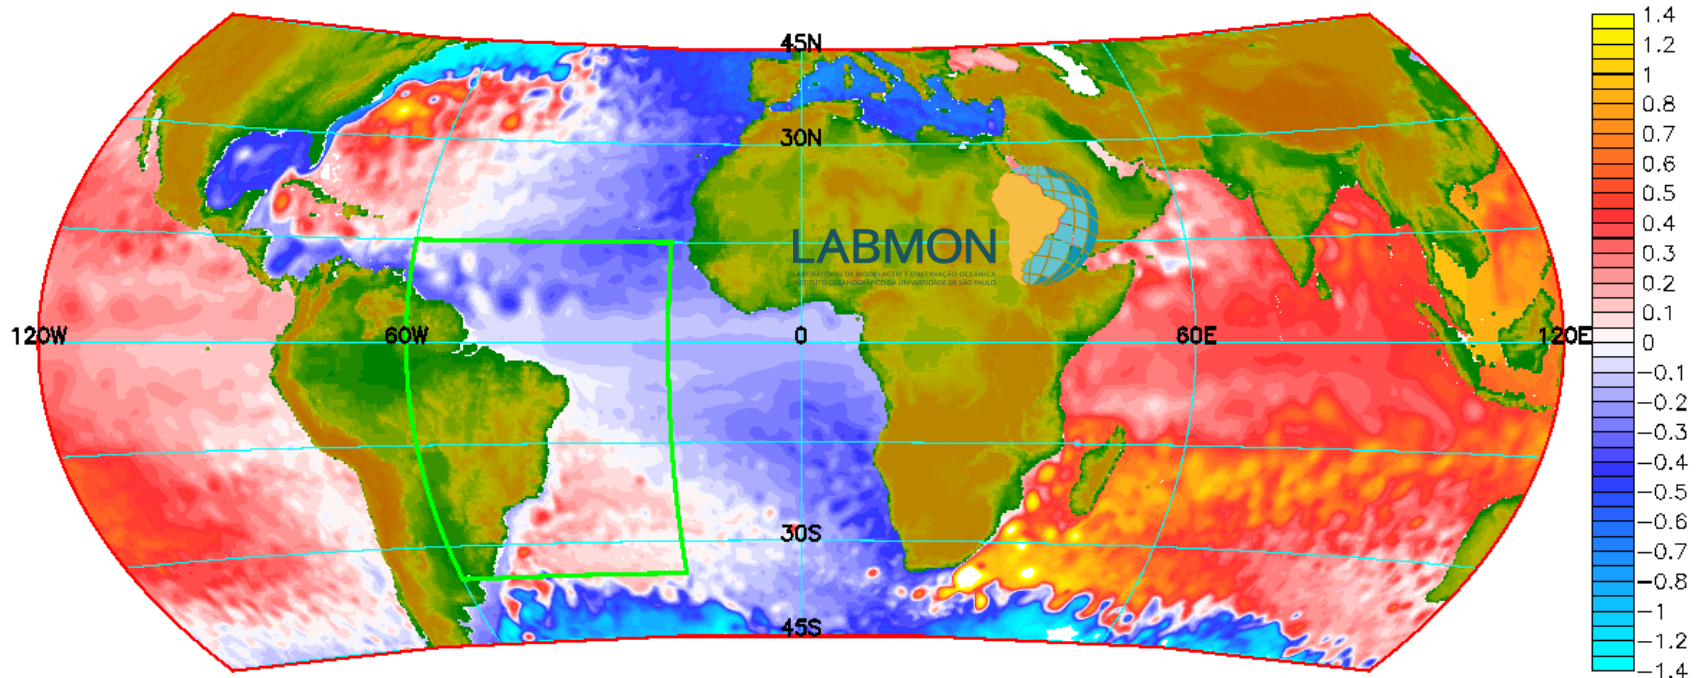 45N
30N
LABMON
LABORATÓRIO DE MODELAGEM E OBSERVAÇÃO OCEÂNICA
INSTITUTO OCEANOGRÁFICO DA UNIVERSIDADE DE SÃO PAULO
120W 60W 0 60E 120E
30S
45S
1.4
1.2
1
0.8
0.7
0.6
0.5
0.4
0.3
0.2
0.1
0
-0.1
-0.2
-0.3
-0.4
-0.5
-0.6
-0.7
-0.8
-1
-1.2
-1.4